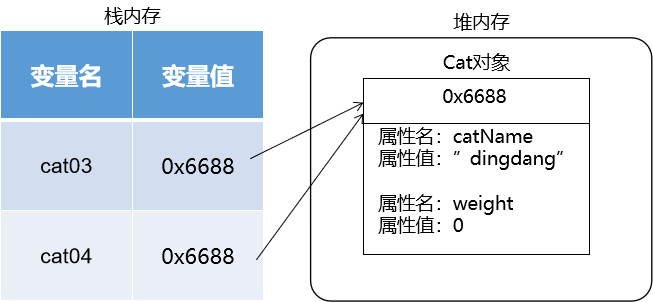 栈内存
变量名 变量值
cat03 0x6688
cat04 0x6688
堆内存
Cat对象
0x6688
属性名：catName
属性值：”dingdang”
属性名：weight
属性值：0